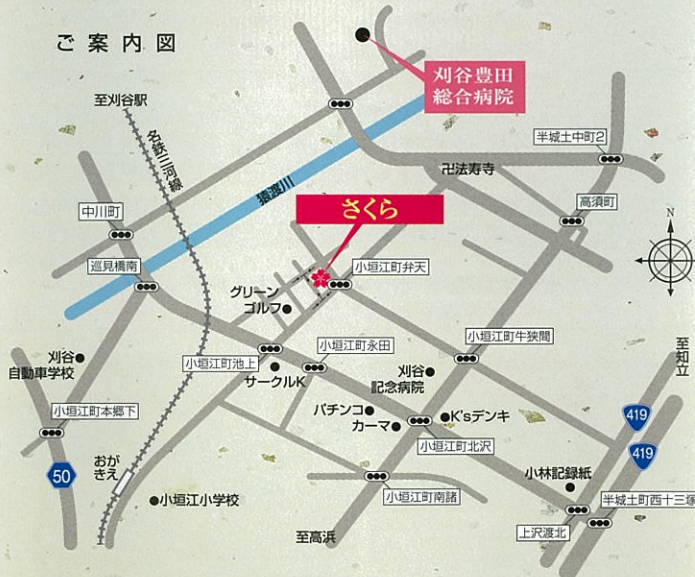 ご案内図
刈谷豊田
総合病院
至刈谷駅
名鉄三河線
半城土中町2
卍法寿寺
猿渡川
高須町
中川町
さくら
N
巡見橋南
小垣江町弁天
グリーン
ゴルフ
小垣江町牛狭間
至知立
小垣江町永田
刈谷
自動車学校
小垣江町池上
サークルK
刈谷
記念病院
パチンコ
カーマ
K'sデンキ
小垣江町本郷下
419
419
小垣江町北沢
おがきえ
50
小林記録紙
小垣江小学校
小垣江町南諸
半城土町西十三塚
上沢渡北
至高浜